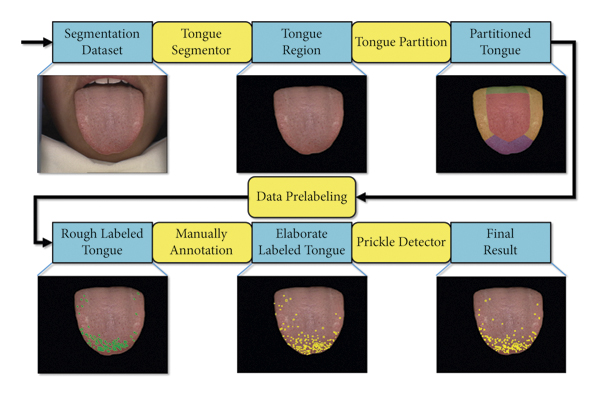 Segmentation
Dataset
Tongue
Segmentor
Tongue
Region
Tongue Partition
Partitioned
Tongue
Data Prelabeling
Rough Labeled
Tongue
Manually
Annotation
Elaborate
Labeled Tongue
Prickle Detector
Final
Result